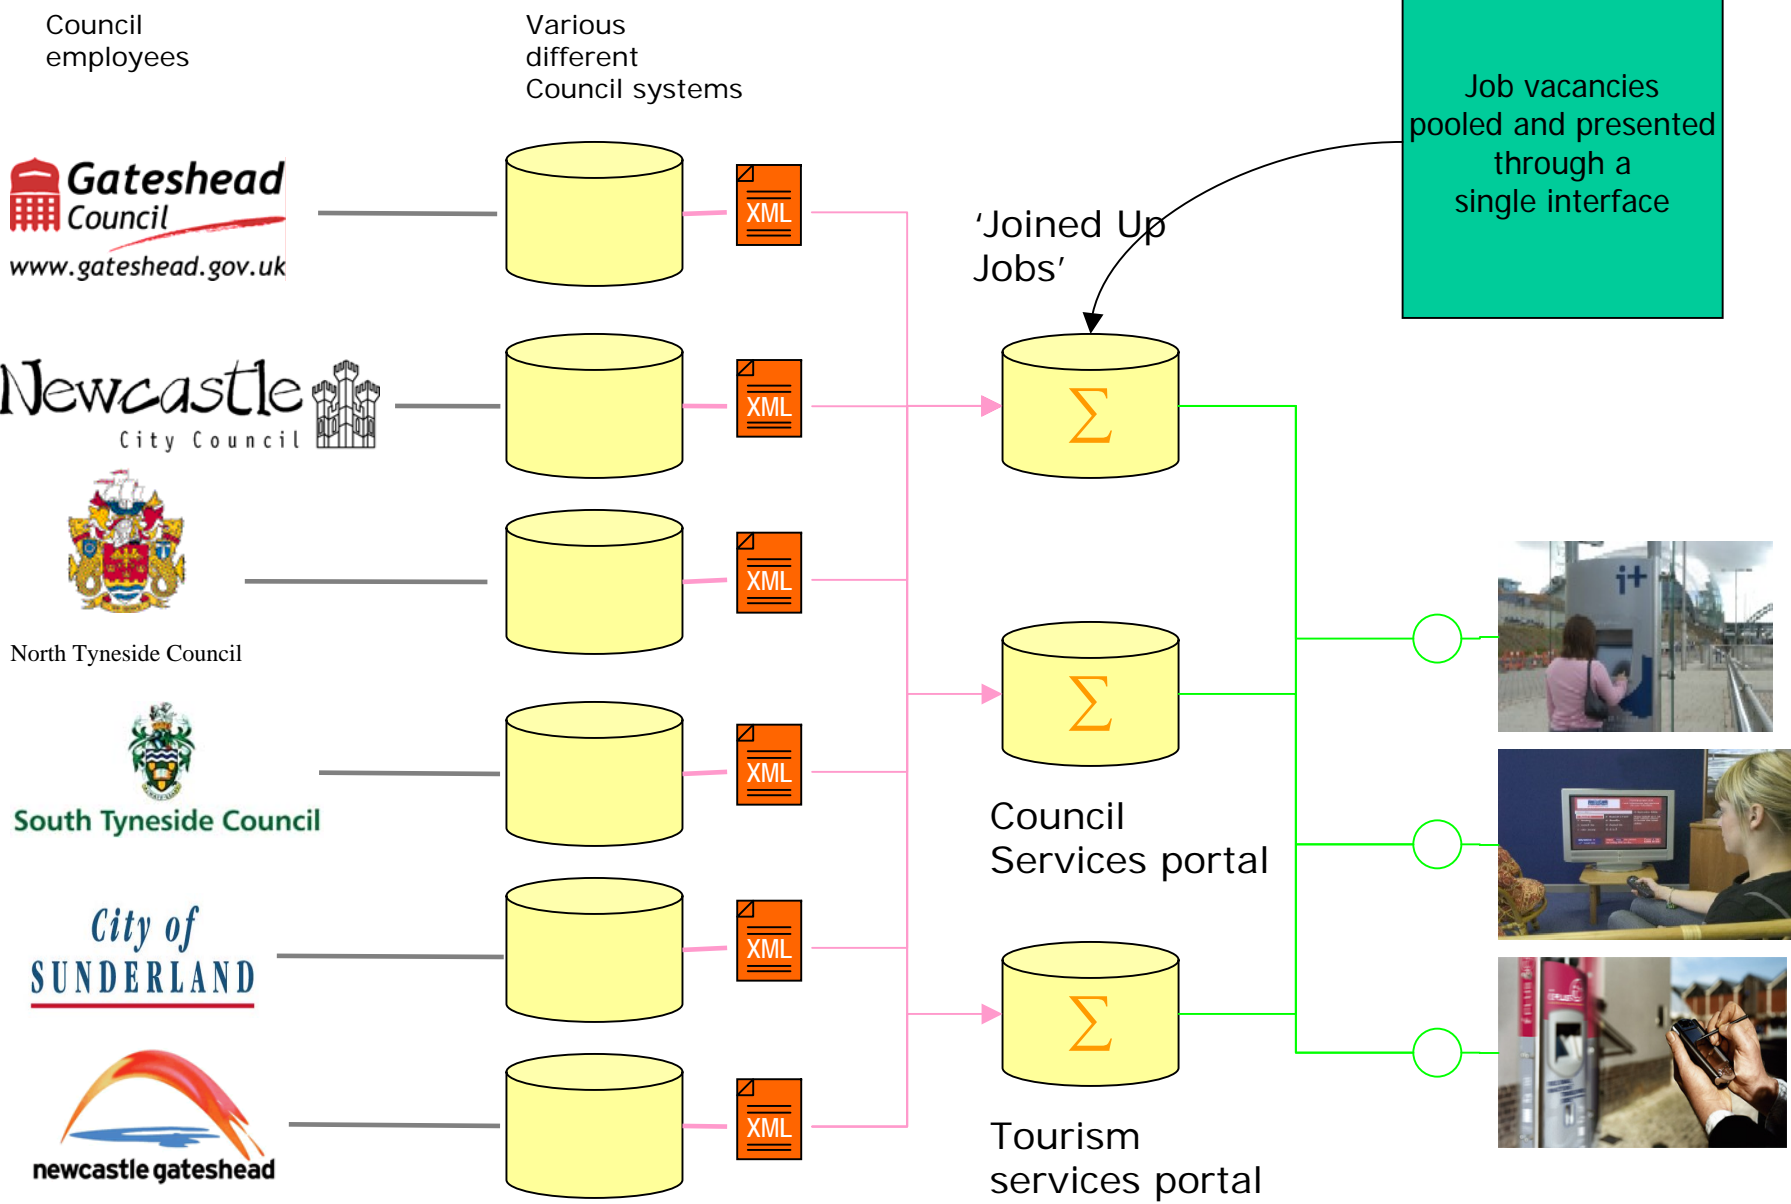 Council
employees
Various
different
Council systems
Job vacancies
pooled and presented
through a
single interface
Gateshead
Council
www.gateshead.gov.uk
XML
'Joined Up
Jobs'
Newcastle
City Council
XML
Σ
XML
i+
North Tyneside Council
Σ
South Tyneside Council
XML
Council
Services portal
City of
SUNDERLAND
XML
Σ
newcastle gateshead
XML
Tourism
services portal